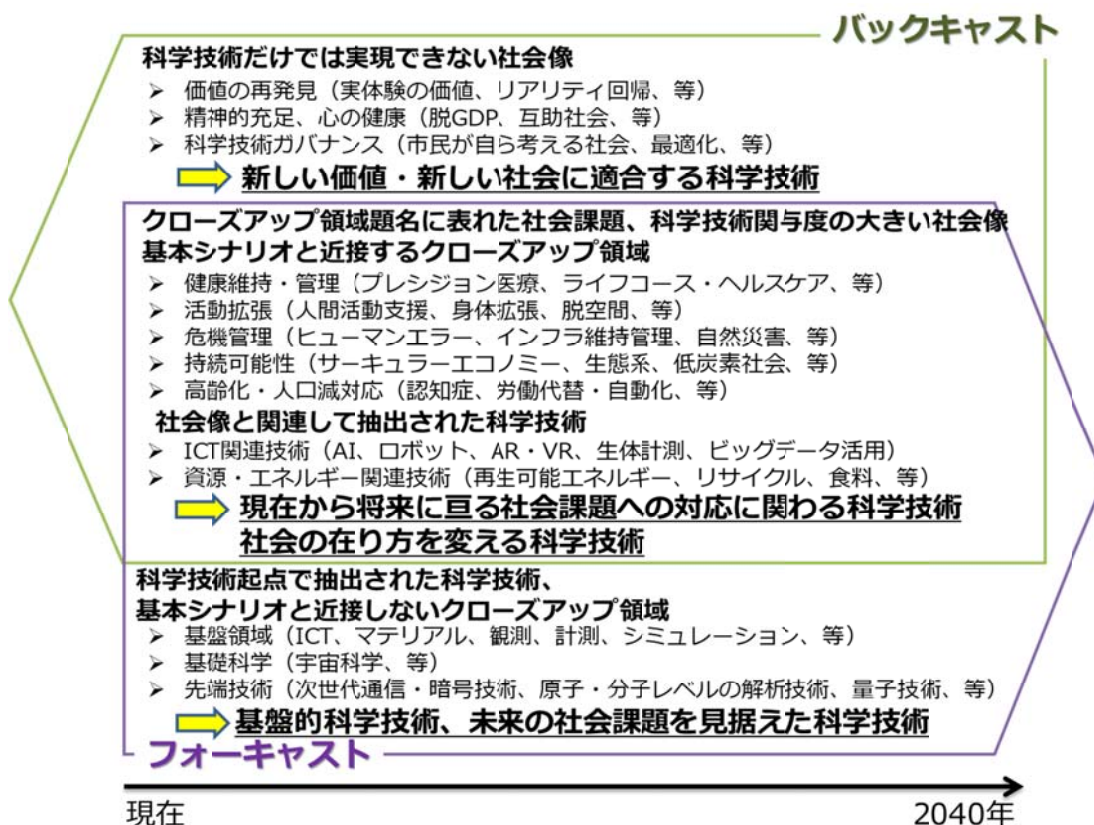 バックキャスト
科学技術だけでは実現できない社会像
➢ 価値の再発見（実体験の価値、リアリティ回帰、等）
➢ 精神的充足、心の健康（脱GDP、互助社会、等）
➢ 科学技術ガバナンス（市民が自ら考える社会、最適化、等）
新しい価値・新しい社会に適合する科学技術
クローズアップ領域題名に表れた社会課題、科学技術関与度の大きい社会像
基本シナリオと近接するクローズアップ領域
➢ 健康維持・管理（プレシジョン医療、ライフコース・ヘルスケア、等）
➢ 活動拡張（人間活動支援、身体拡張、脱空間、等）
➢ 危機管理（ヒューマンエラー、インフラ維持管理、自然災害、等）
➢ 持続可能性（サーキュラーエコノミー、生態系、低炭素社会、等）
➢ 高齢化・人口減対応（認知症、労働代替・自動化、等）
社会像と関連して抽出された科学技術
➢ ICT関連技術（AI、ロボット、AR・VR、生体計測、ビッグデータ活用）
➢ 資源・エネルギー関連技術（再生可能エネルギー、リサイクル、食料、等）
現在から将来に亘る社会課題への対応に関わる科学技術
社会の在り方を変える科学技術
科学技術起点で抽出された科学技術、
基本シナリオと近接しないクローズアップ領域
➢ 基盤領域（ICT、マテリアル、観測、計測、シミュレーション、等）
➢ 基礎科学（宇宙科学、等）
➢ 先端技術（次世代通信・暗号技術、原子・分子レベルの解析技術、量子技術、等）
基盤的科学技術、未来の社会課題を見据えた科学技術
フォーキャスト
現在
2040年